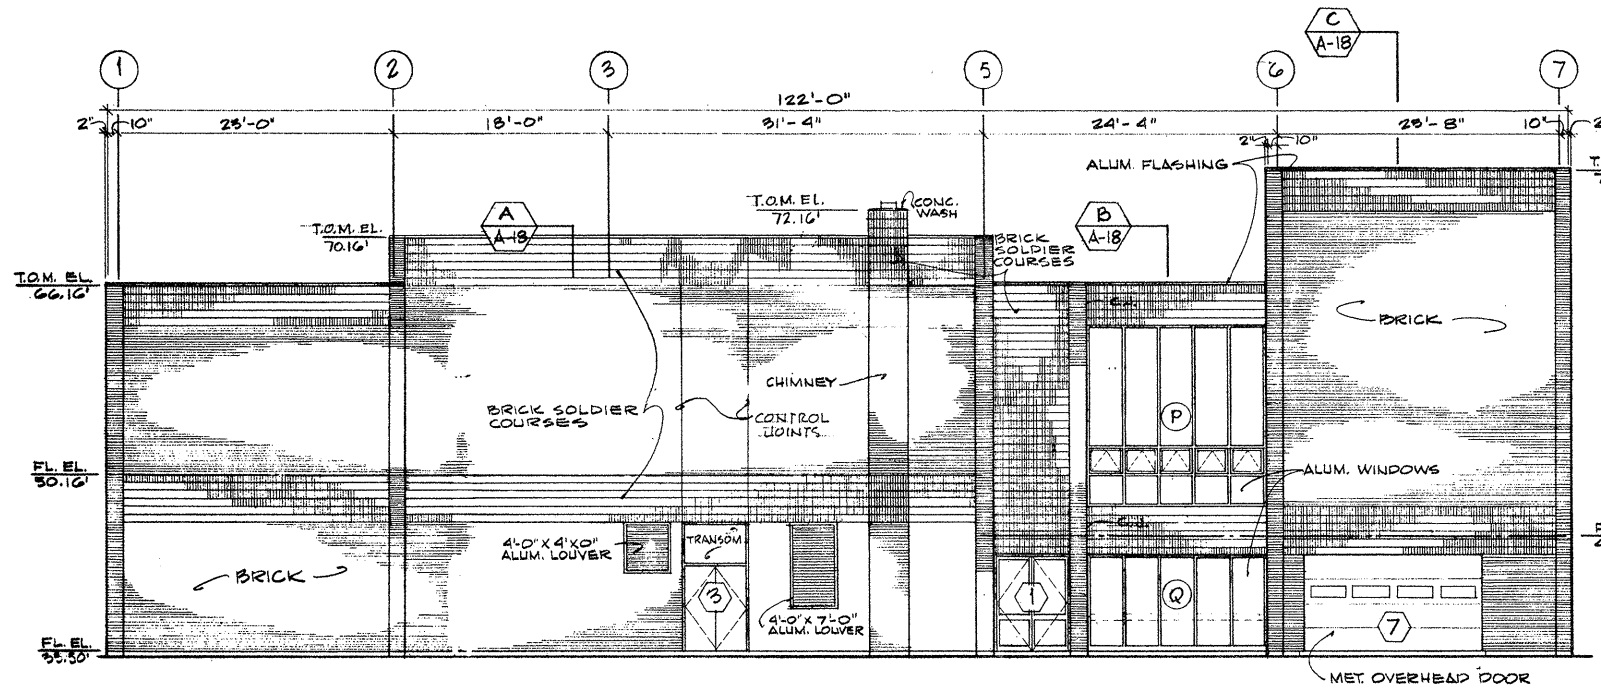 C
A-18
1
2
3
5
6
7
122'-0"
2" 10" 23'-0" 18'-0" 31'-4" 24'-4" 23'-8" 10" 2
2" 10"
ALUM. FLASHING
T.
T.O.M. EL.
72.16'
CONC.
WASH
A
A-18
B
A-18
T.O.M. EL.
70.16'
BRICK
SOLDIER
COURSES
T.O.M. EL.
66.16'
C.J.
BRICK
CHIMNEY
BRICK SOLDIER
COURSES
CONTROL
JOINTS
P
FL. EL.
50.16'
ALUM. WINDOWS
C.J.
4'-0" X 4'X0"
ALUM. LOUVER
TRANSOM
BRICK
3
1
Q
4'-0" X 7'-0"
ALUM. LOUVER
7
FL. EL.
35.50'
MET. OVERHEAD DOOR